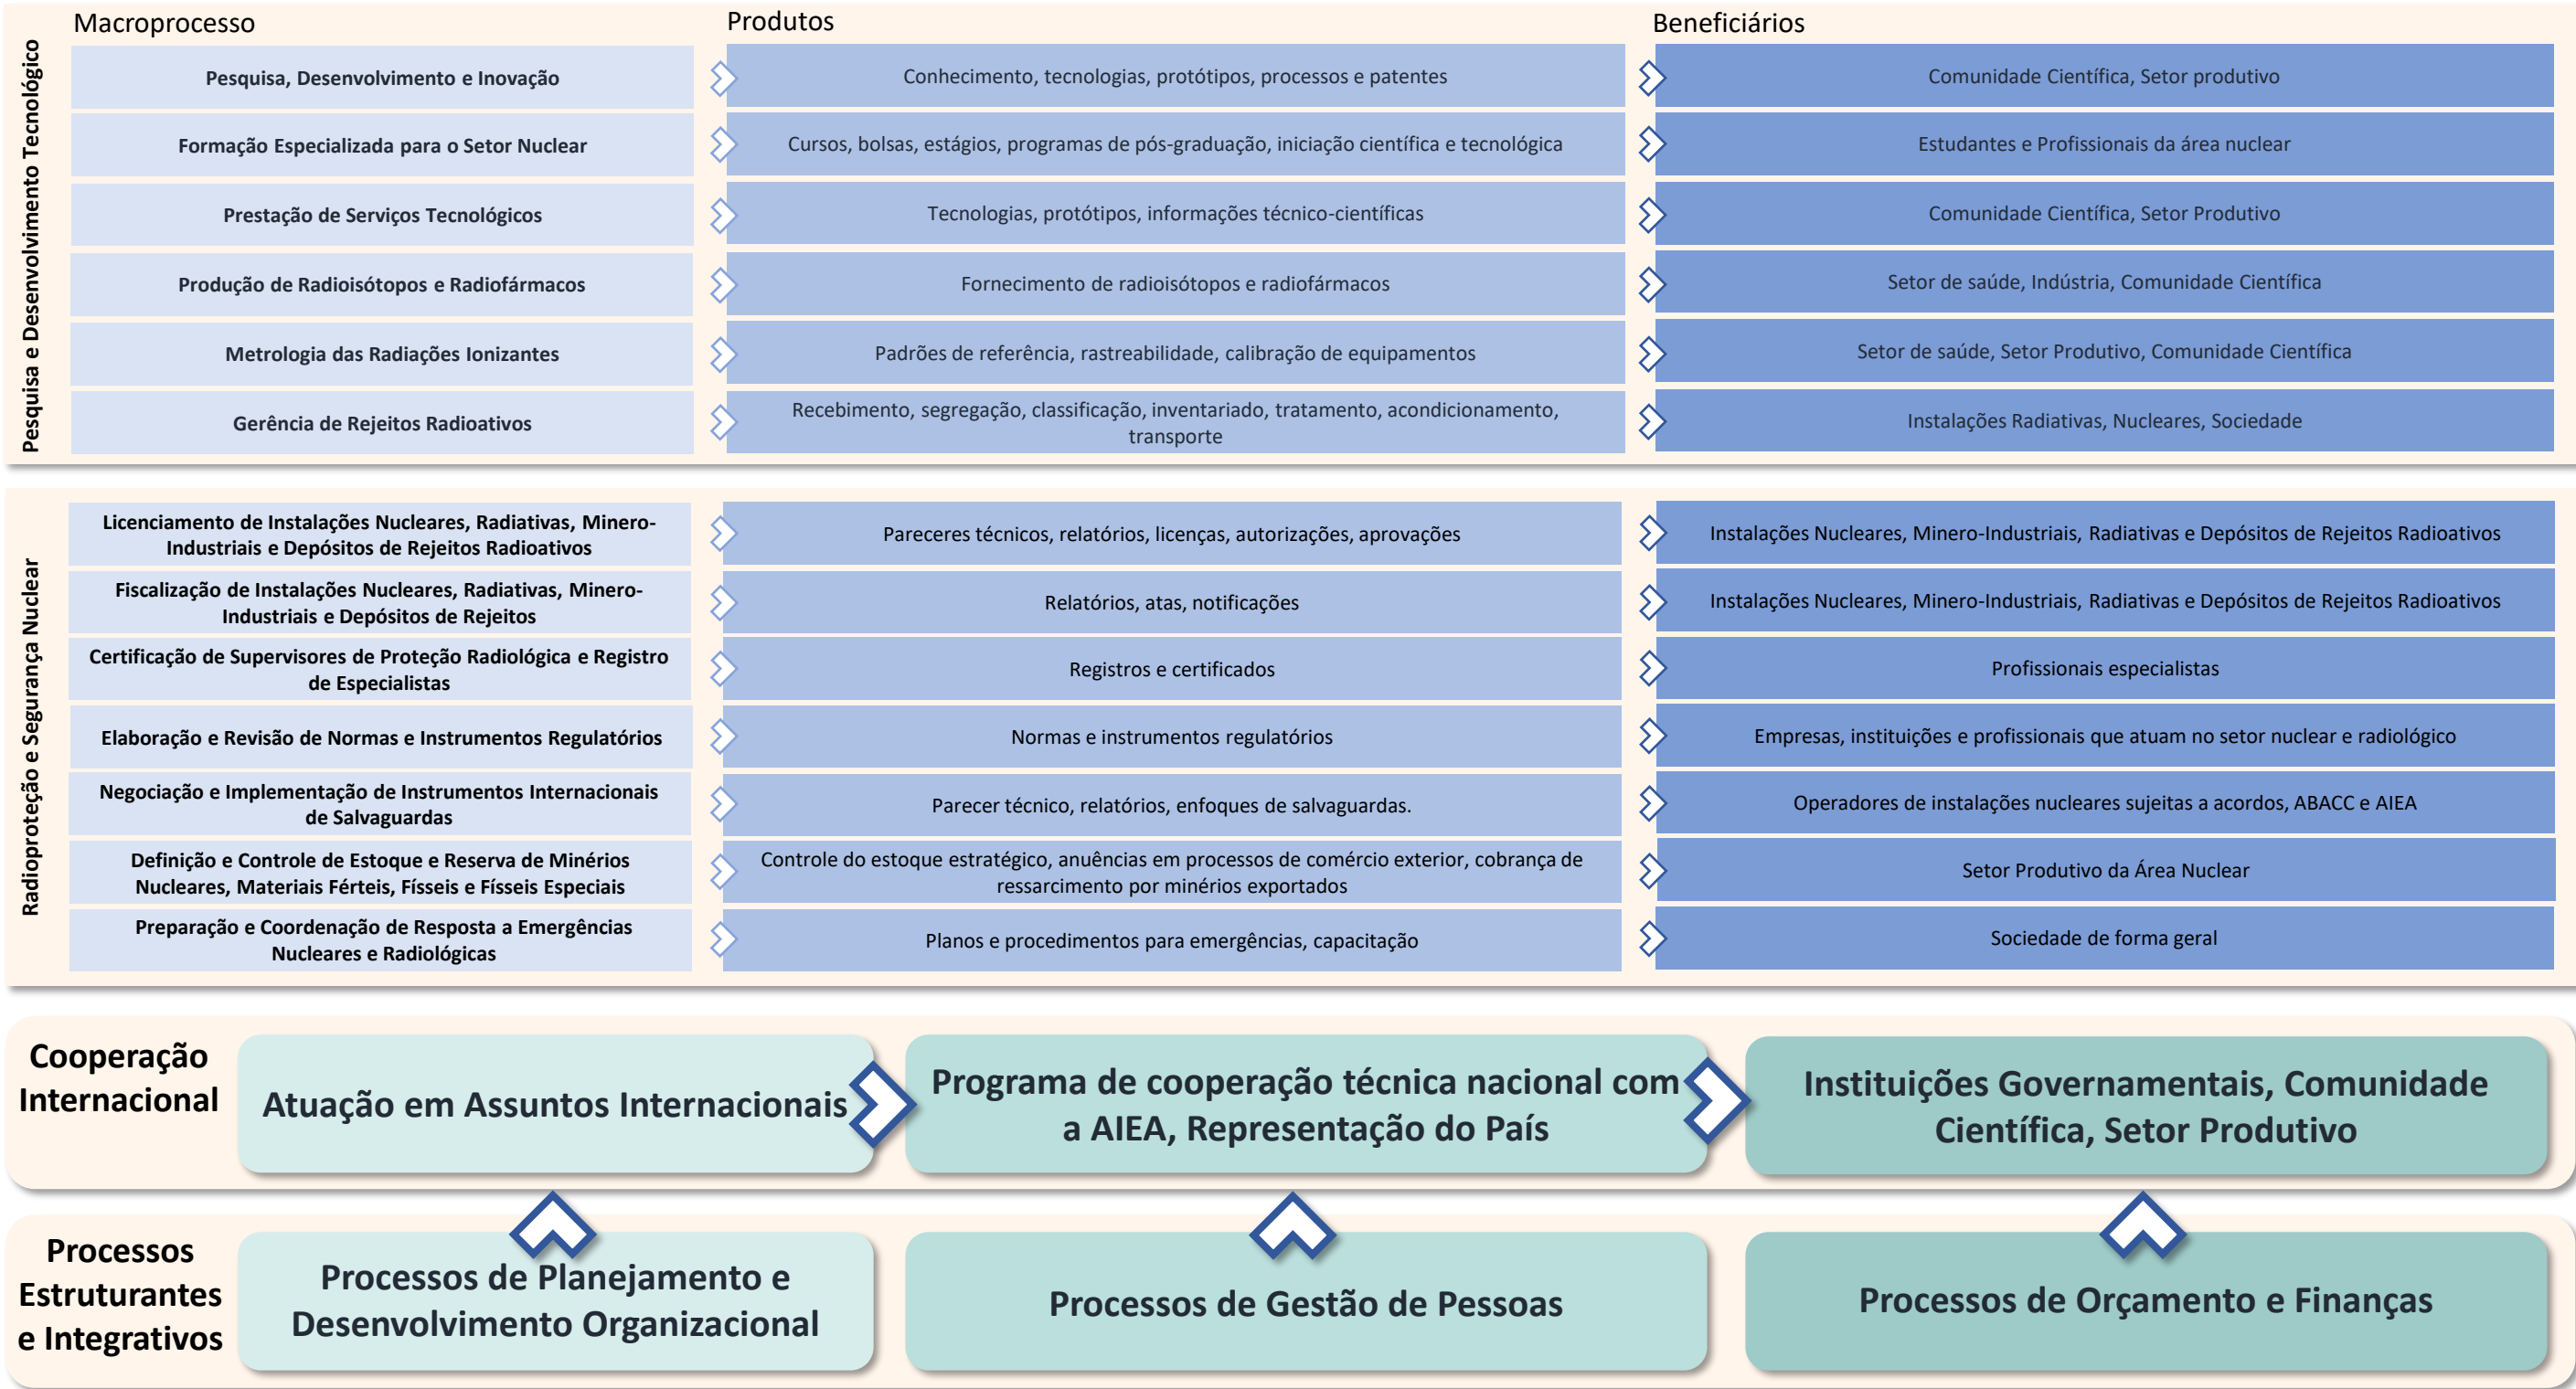 Macroprocesso
Produtos
Beneficiários
Pesquisa e Desenvolvimento Tecnológico
Pesquisa, Desenvolvimento e Inovação
Conhecimento, tecnologias, protótipos, processos e patentes
Comunidade Científica, Setor produtivo
Formação Especializada para o Setor Nuclear
Cursos, bolsas, estágios, programas de pós-graduação, iniciação científica e tecnológica
Estudantes e Profissionais da área nuclear
Prestação de Serviços Tecnológicos
Tecnologias, protótipos, informações técnico-científicas
Comunidade Científica, Setor Produtivo
Produção de Radioisótopos e Radiofármacos
Fornecimento de radioisótopos e radiofármacos
Setor de saúde, Indústria, Comunidade Científica
Metrologia das Radiações Ionizantes
Padrões de referência, rastreabilidade, calibração de equipamentos
Setor de saúde, Setor Produtivo, Comunidade Científica
Gerência de Rejeitos Radioativos
Recebimento, segregação, classificação, inventariado, tratamento, acondicionamento,
transporte
Instalações Radiativas, Nucleares, Sociedade
Radioproteção e Segurança Nuclear
Licenciamento de Instalações Nucleares, Radiativas, Minero-
Industriais e Depósitos de Rejeitos Radioativos
Pareceres técnicos, relatórios, licenças, autorizações, aprovações
Instalações Nucleares, Minero-Industriais, Radiativas e Depósitos de Rejeitos Radioativos
Fiscalização de Instalações Nucleares, Radiativas, Minero-
Industriais e Depósitos de Rejeitos
Relatórios, atas, notificações
Instalações Nucleares, Minero-Industriais, Radiativas e Depósitos de Rejeitos Radioativos
Certificação de Supervisores de Proteção Radiológica e Registro
de Especialistas
Registros e certificados
Profissionais especialistas
Elaboração e Revisão de Normas e Instrumentos Regulatórios
Normas e instrumentos regulatórios
Empresas, instituições e profissionais que atuam no setor nuclear e radiológico
Negociação e Implementação de Instrumentos Internacionais
de Salvaguardas
Parecer técnico, relatórios, enfoques de salvaguardas.
Operadores de instalações nucleares sujeitas a acordos, ABACC e AIEA
Definição e Controle de Estoque e Reserva de Minérios
Nucleares, Materiais Férteis, Físseis e Físseis Especiais
Controle do estoque estratégico, anuências em processos de comércio exterior, cobrança de
ressarcimento por minérios exportados
Setor Produtivo da Área Nuclear
Preparação e Coordenação de Resposta a Emergências
Nucleares e Radiológicas
Planos e procedimentos para emergências, capacitação
Sociedade de forma geral
Cooperação
Internacional
Atuação em Assuntos Internacionais
Programa de cooperação técnica nacional com
a AIEA, Representação do País
Instituições Governamentais, Comunidade
Científica, Setor Produtivo
Processos
Estruturantes
e Integrativos
Processos de Planejamento e
Desenvolvimento Organizacional
Processos de Gestão de Pessoas
Processos de Orçamento e Finanças